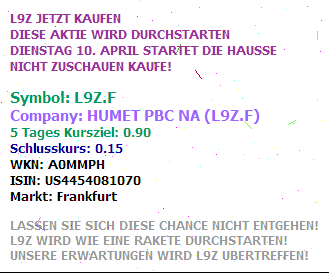 L9Z JETZT KAUFEN
DIESE AKTIE WIRD DURCHSTARTEN
DIENSTAG 10. APRIL STARTET DIE HAUSSE
NICHT ZUSCHAUEN KAUFE!
Symbol: L9Z.F
Company: HUMET PBC NA (L9Z.F)
5 Tages Kursziel: 0.90
Schlusskurs: 0.15
WKN: A0MMPH
ISIN: US4454081070
Markt: Frankfurt
LASSEN SIE SICH DIESE CHANCE NICHT ENTGEHEN!
L9Z WIRD WIE EINE RAKETE DURCHSTARTEN!
UNSERE ERWARTUNGEN WIRD L9Z UBERTREFFEN!